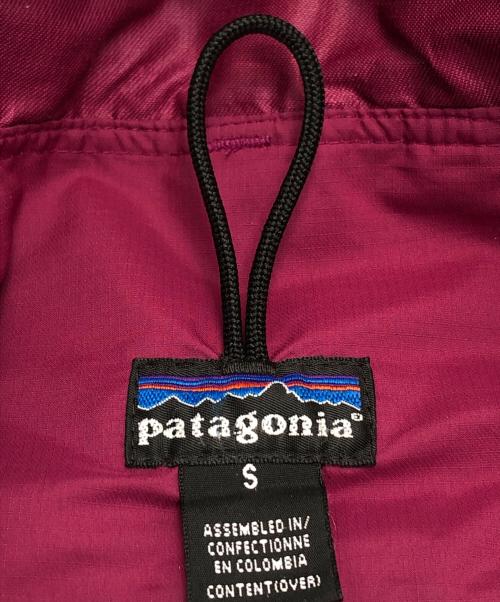 patagonia®
S
ASSEMBLED IN/
CONFECTIONNE
EN COLOMBIA
CONTENT(OVER)